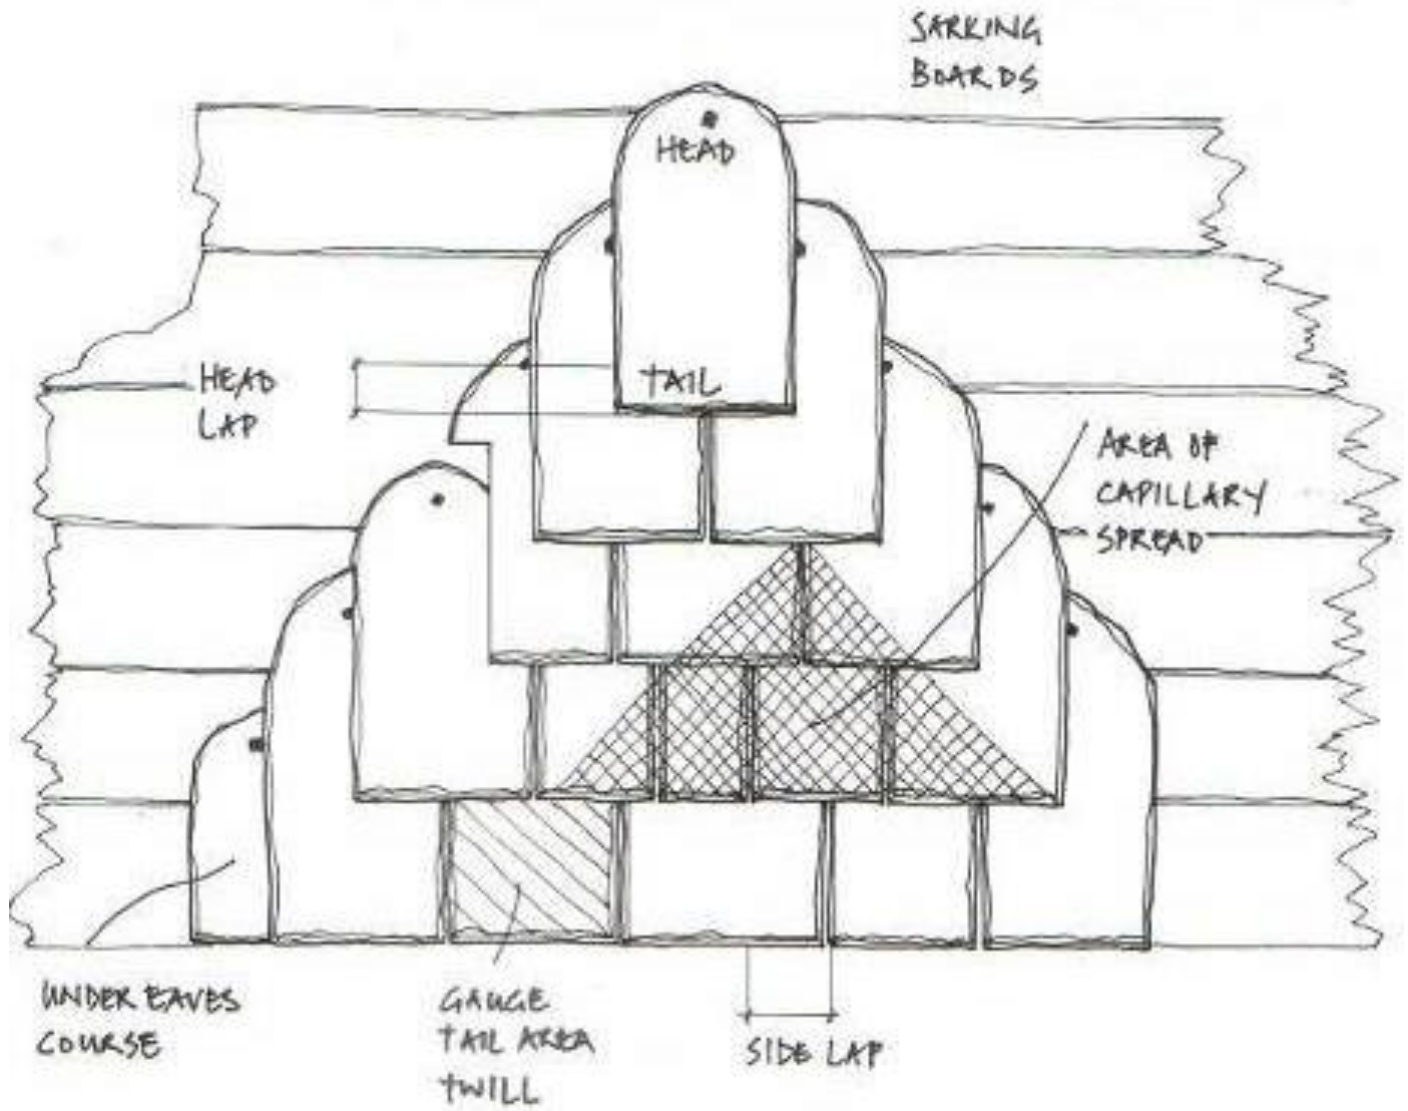 SARKING
BOARDS
HEAD
TAIL
HEAD
LAP
AREA OF
CAPILLARY
SPREAD
UNDER EAVES
COURSE
GAUGE
TAIL AREA
TWILL
SIDE LAP